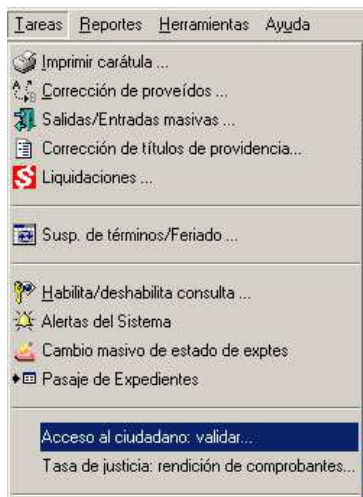 Tareas Reportes Herramientas Ayuda
Imprimir carátula ...
Corrección de proveídos ...
Salidas/Entradas masivas ...
Corrección de títulos de providencia...
Liquidaciones ...
Susp. de términos/Feriado ...
Habilita/deshabilita consulta ...
Alertas del Sistema
Cambio masivo de estado de exptes
Pasaje de Expedientes
Acceso al ciudadano: validar...
Tasa de justicia: rendición de comprobantes...